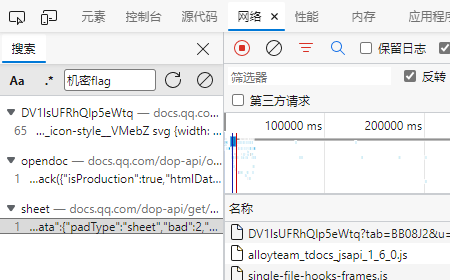 元素 控制台 源代码 网络 性能 内存 应用程序
搜索
保留日志
Aa .* 机密flag
筛选器 反转
第三方请求
DV1lsUFRhQlp5eWtq — docs.qq.co...
65 ..._icon-style__VMebZ svg {width: ...
100000 ms 200000 ms
opendoc — docs.qq.com/dop-api/o...
1 ...ack({"isProduction":true,"htmlDat...
sheet — docs.qq.com/dop-api/get/...
1 ...ata":{"padType":"sheet","bad":2,"...
名称
DV1lsUFRhQlp5eWtq?tab=BB08J2&u=
alloyteam_tdocs_jsapi_1_6_0.js
single-file-hooks-frames.js